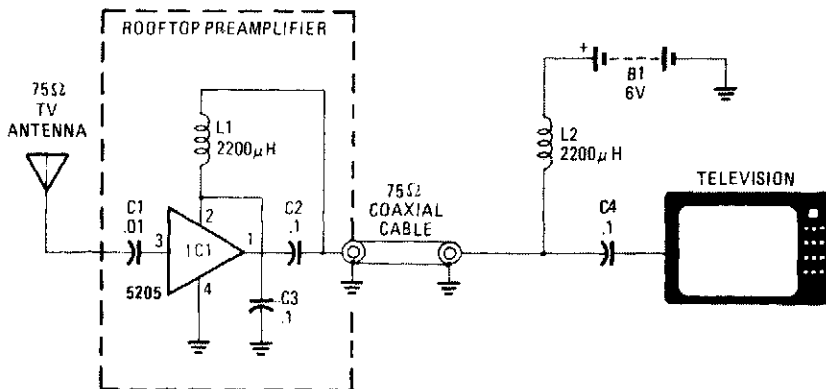 ROOFTOP PREAMPLIFIER
75Ω
TV
ANTENNA
L1
2200µH
C1
.01
3
2
1C1
1
4
5205
C2
.1
C3
.1
75Ω
COAXIAL
CABLE
+
B1
6V
L2
2200µH
C4
.1
TELEVISION